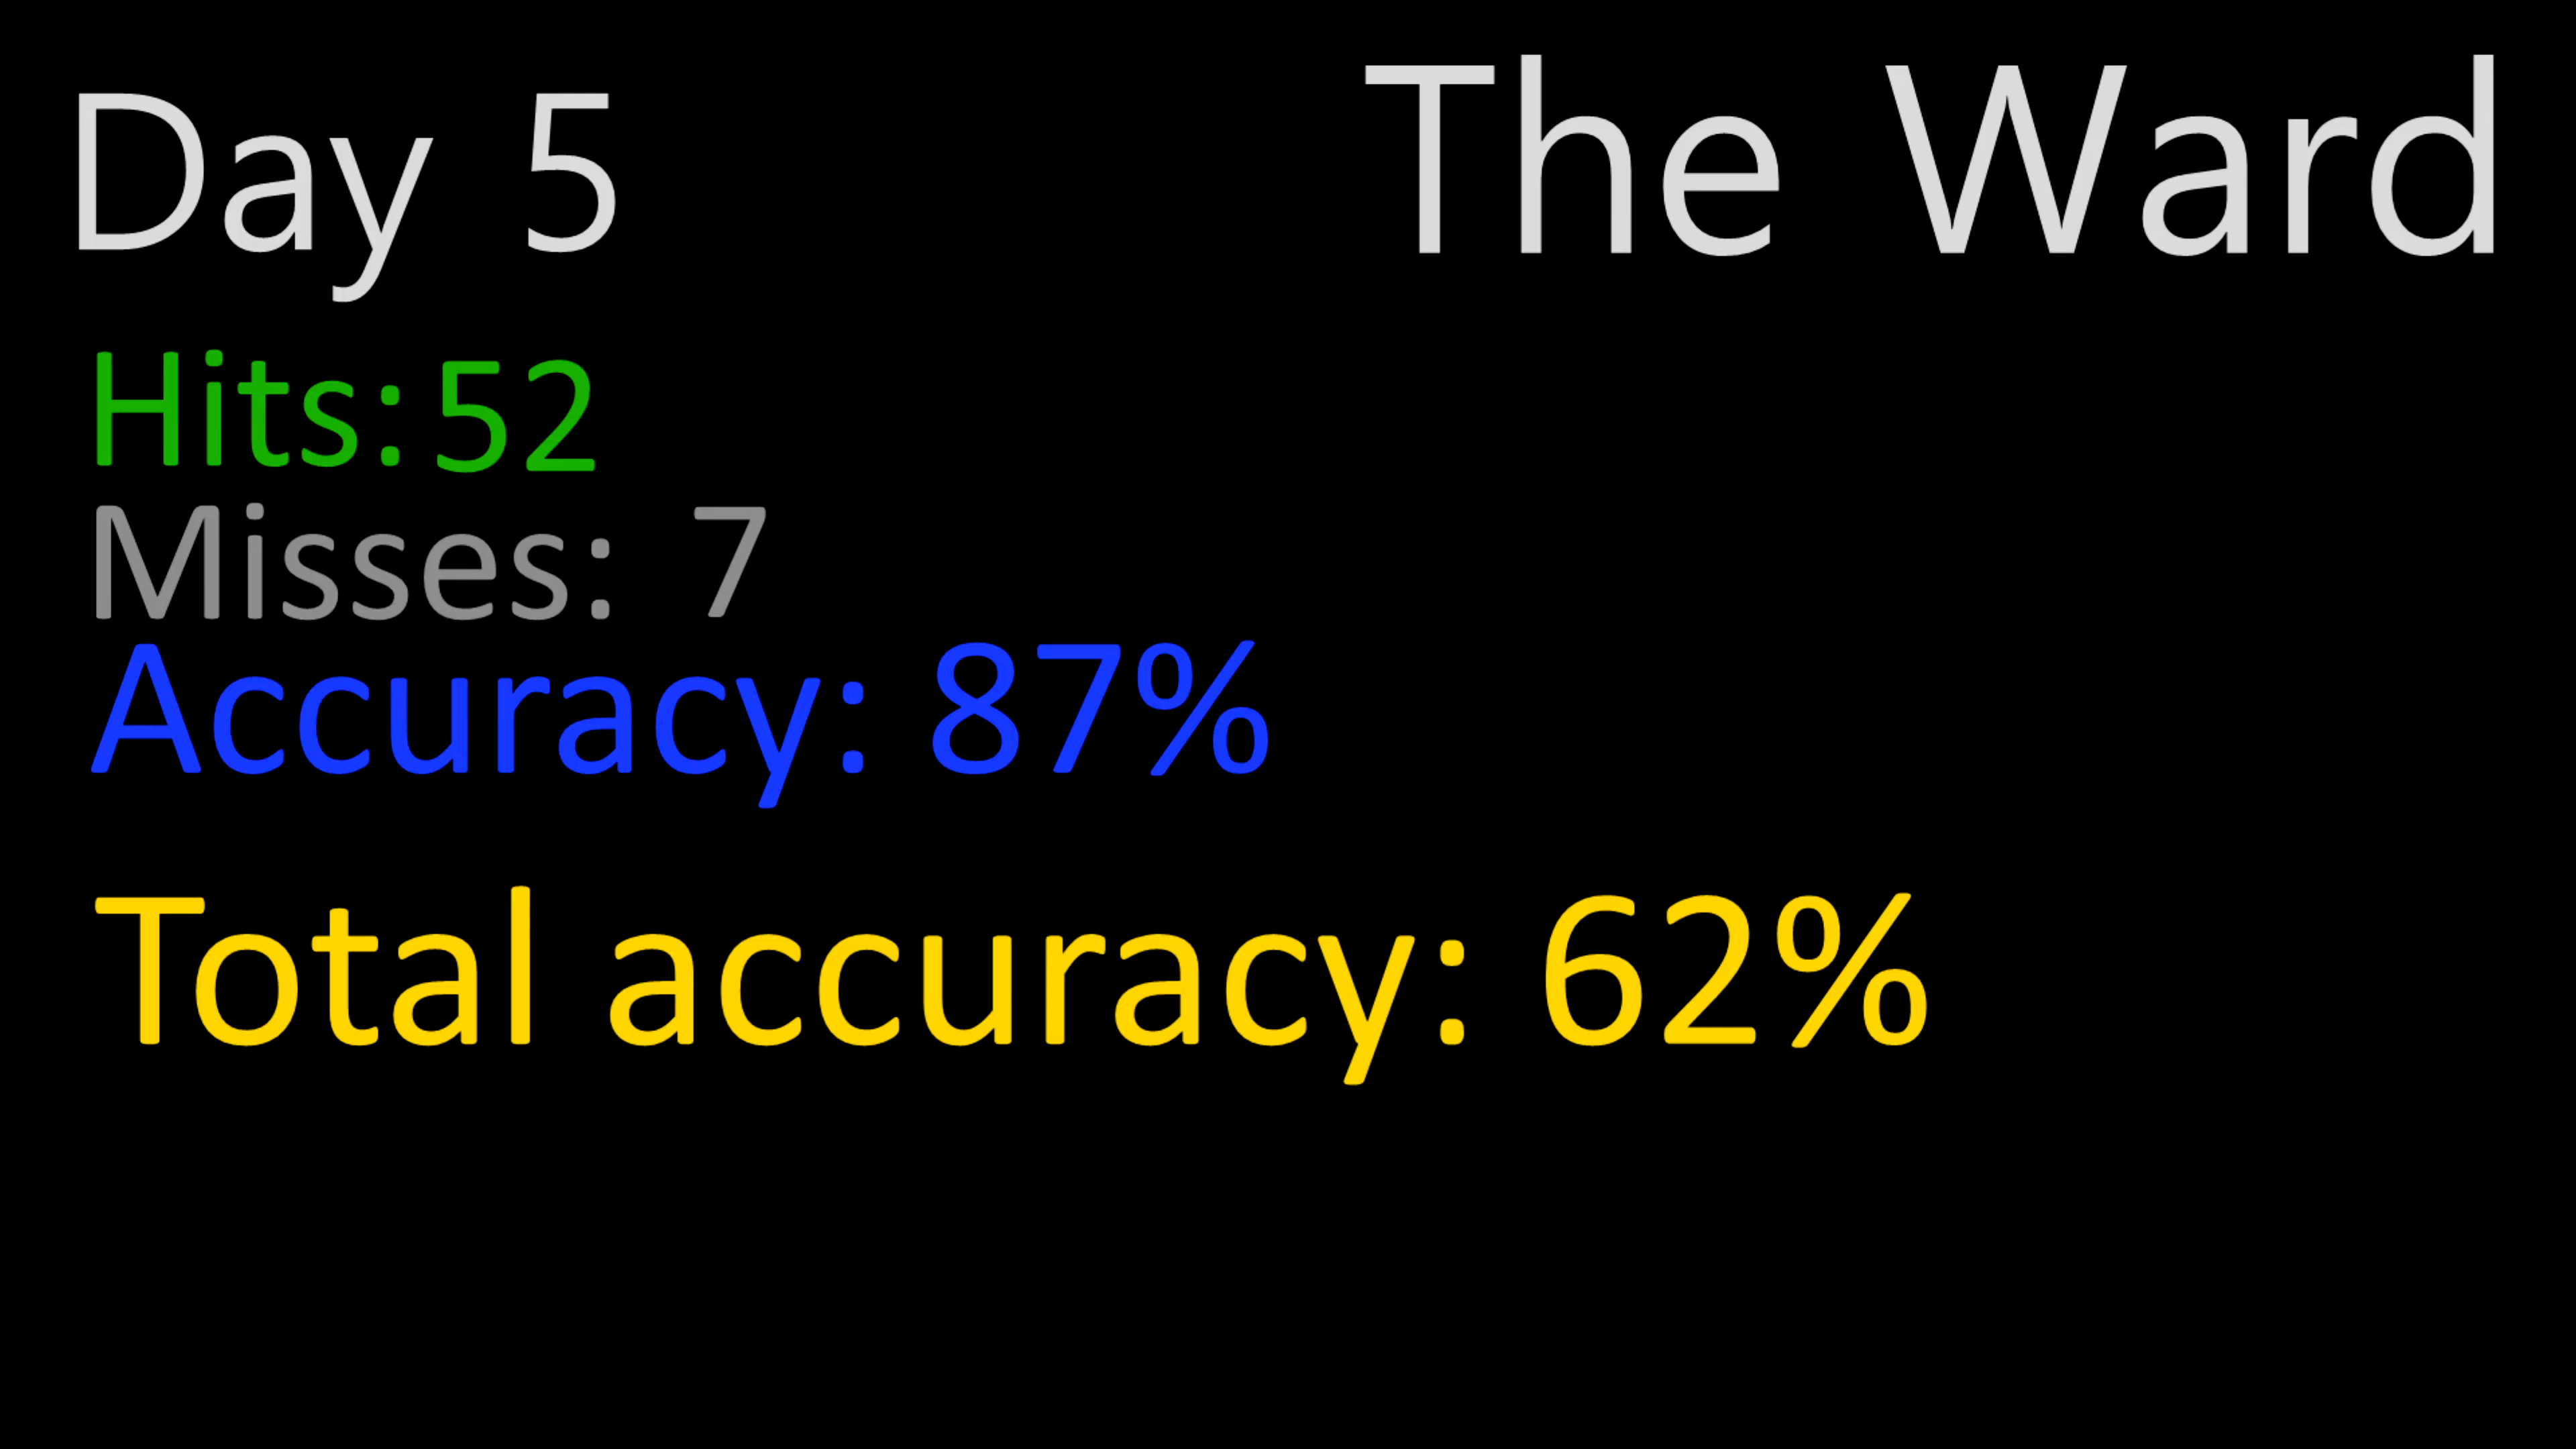 Day 5
The Ward
Hits: 52
Misses: 7
Accuracy: 87%
Total accuracy: 62%